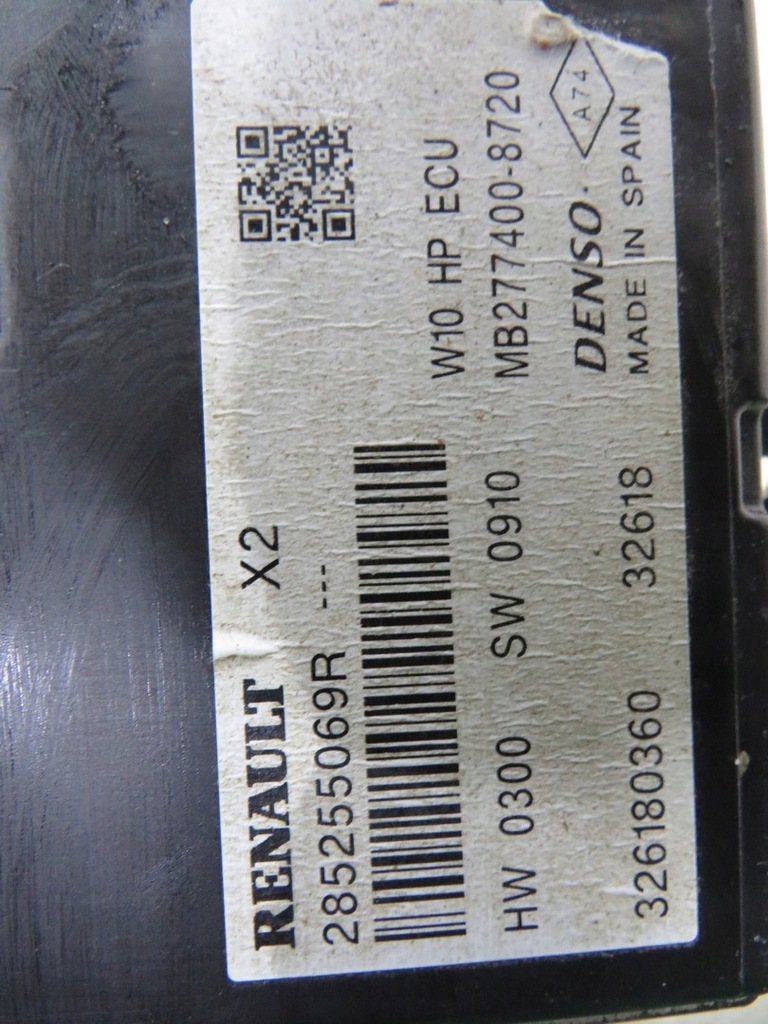 RENAULT X2
285255069R ---
W10 HP ECU
HW 0300 SW 0910 MB277400-8720
DENSO
A74
326180360 32618 MADE IN SPAIN